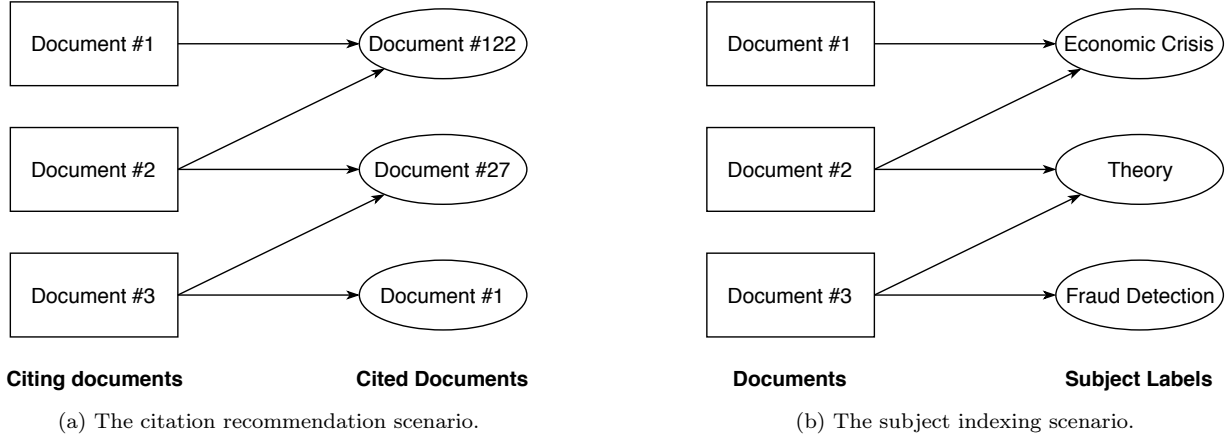 Document #1
Document #122
Document #2
Document #27
Document #3
Document #1
Citing documents
Cited Documents
(a) The citation recommendation scenario.
Document #1
Economic Crisis
Document #2
Theory
Document #3
Fraud Detection
Documents
Subject Labels
(b) The subject indexing scenario.